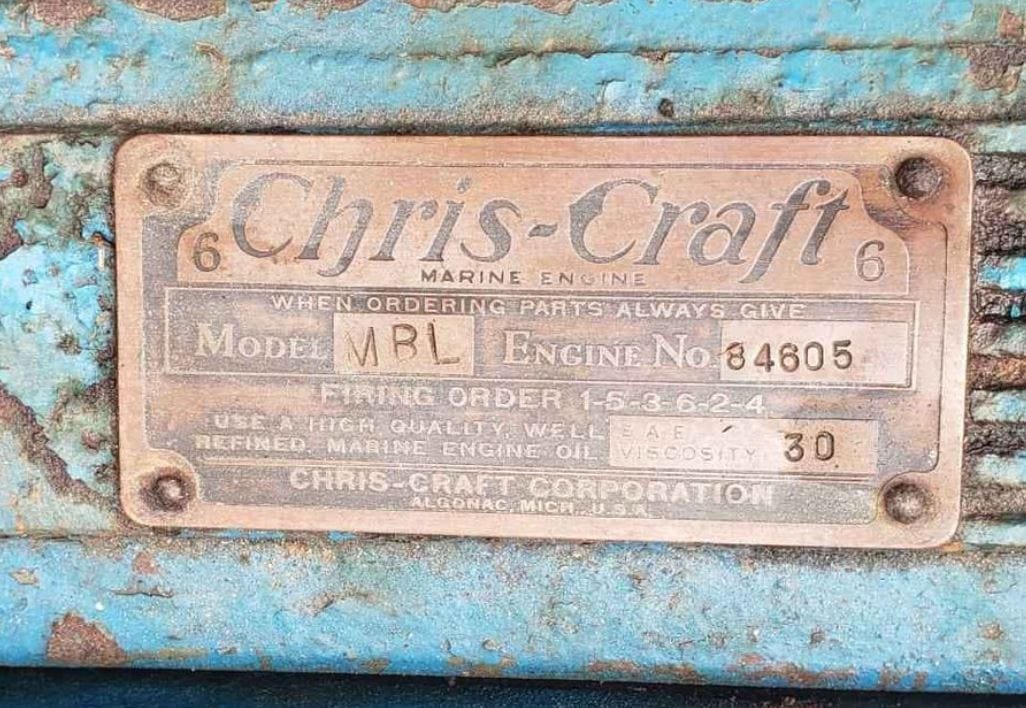 Chris-Craft
6 6
MARINE ENGINE
WHEN ORDERING PARTS ALWAYS GIVE
MODEL MBL ENGINE NO. 84605
FIRING ORDER 1-5-3-6-2-4
USE A HIGH QUALITY, WELL S A E
REFINED, MARINE ENGINE OIL VISCOSITY 30
CHRIS-CRAFT CORPORATION
ALGONAC, MICH., U.S.A.